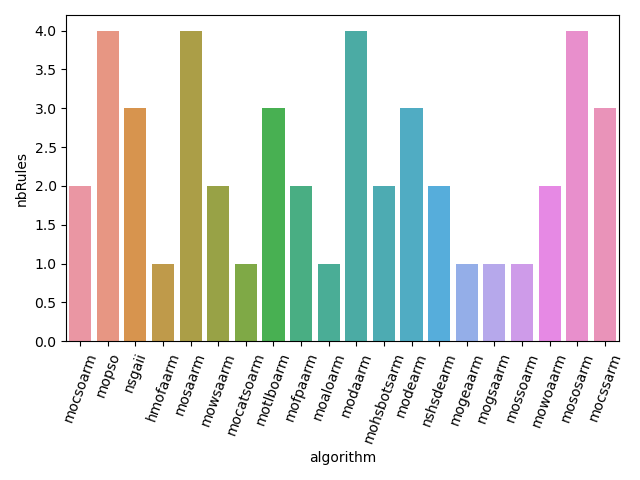 nbRules
4.0
3.5
3.0
2.5
2.0
1.5
1.0
0.5
0.0
mocsoarm
mopso
nsgaii
hmofaarm
mosaarm
mowsaarm
mocatsoarm
motlboarm
mofpaarm
moaloarm
modaarm
mohsbotsarm
modearm
nshsdearm
mogeaarm
mogsaarm
mossoarm
mowoaarm
mososarm
mocssarm
algorithm